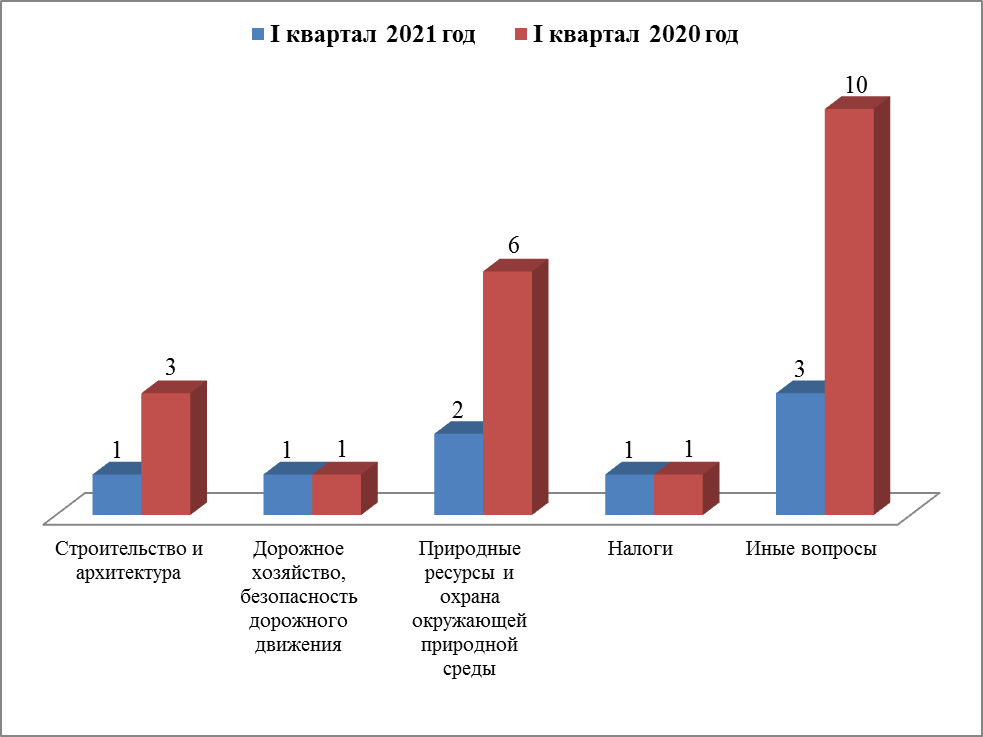 I квартал 2021 год I квартал 2020 год
10
6
3
3
2
1
1
1
1
1
Строительство и
архитектура
Дорожное
хозяйство,
безопасность
дорожного
движения
Природные
ресурсы и
охрана
окружающей
природной
среды
Налоги
Иные вопросы